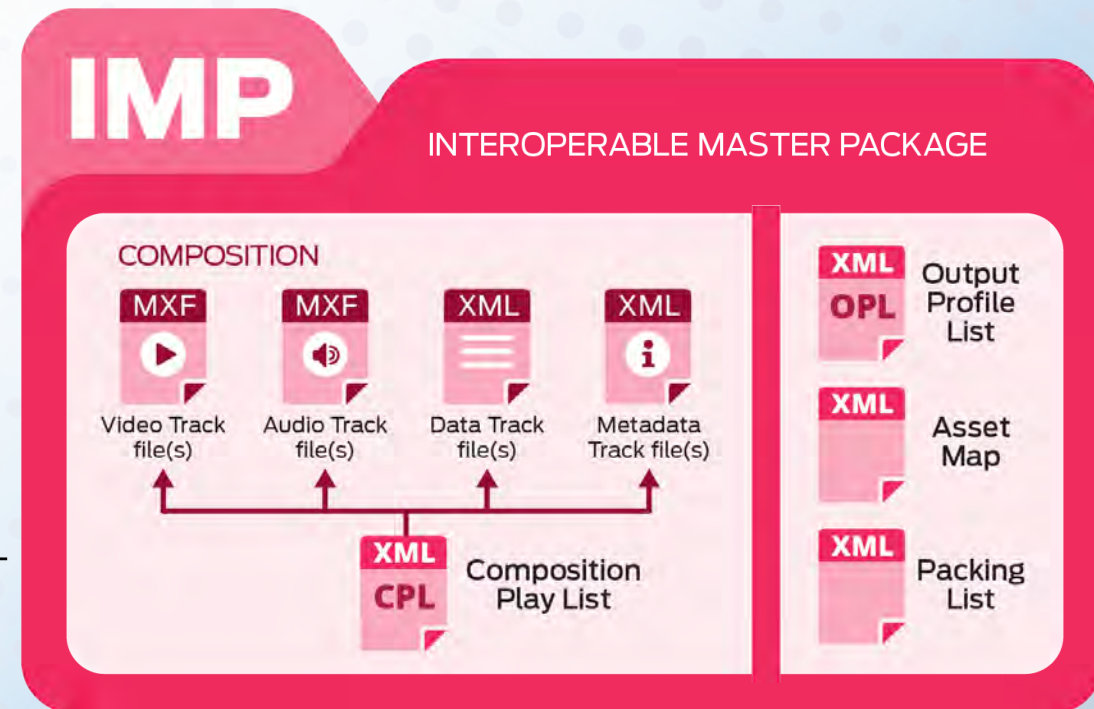 IMP
INTEROPERABLE MASTER PACKAGE
COMPOSITION
MXF
Video Track
file(s)
MXF
Audio Track
file(s)
XML
Data Track
file(s)
XML
i
Metadata
Track file(s)
XML
CPL
Composition
Play List
XML
OPL
Output
Profile
List
XML
Asset
Map
XML
Packing
List